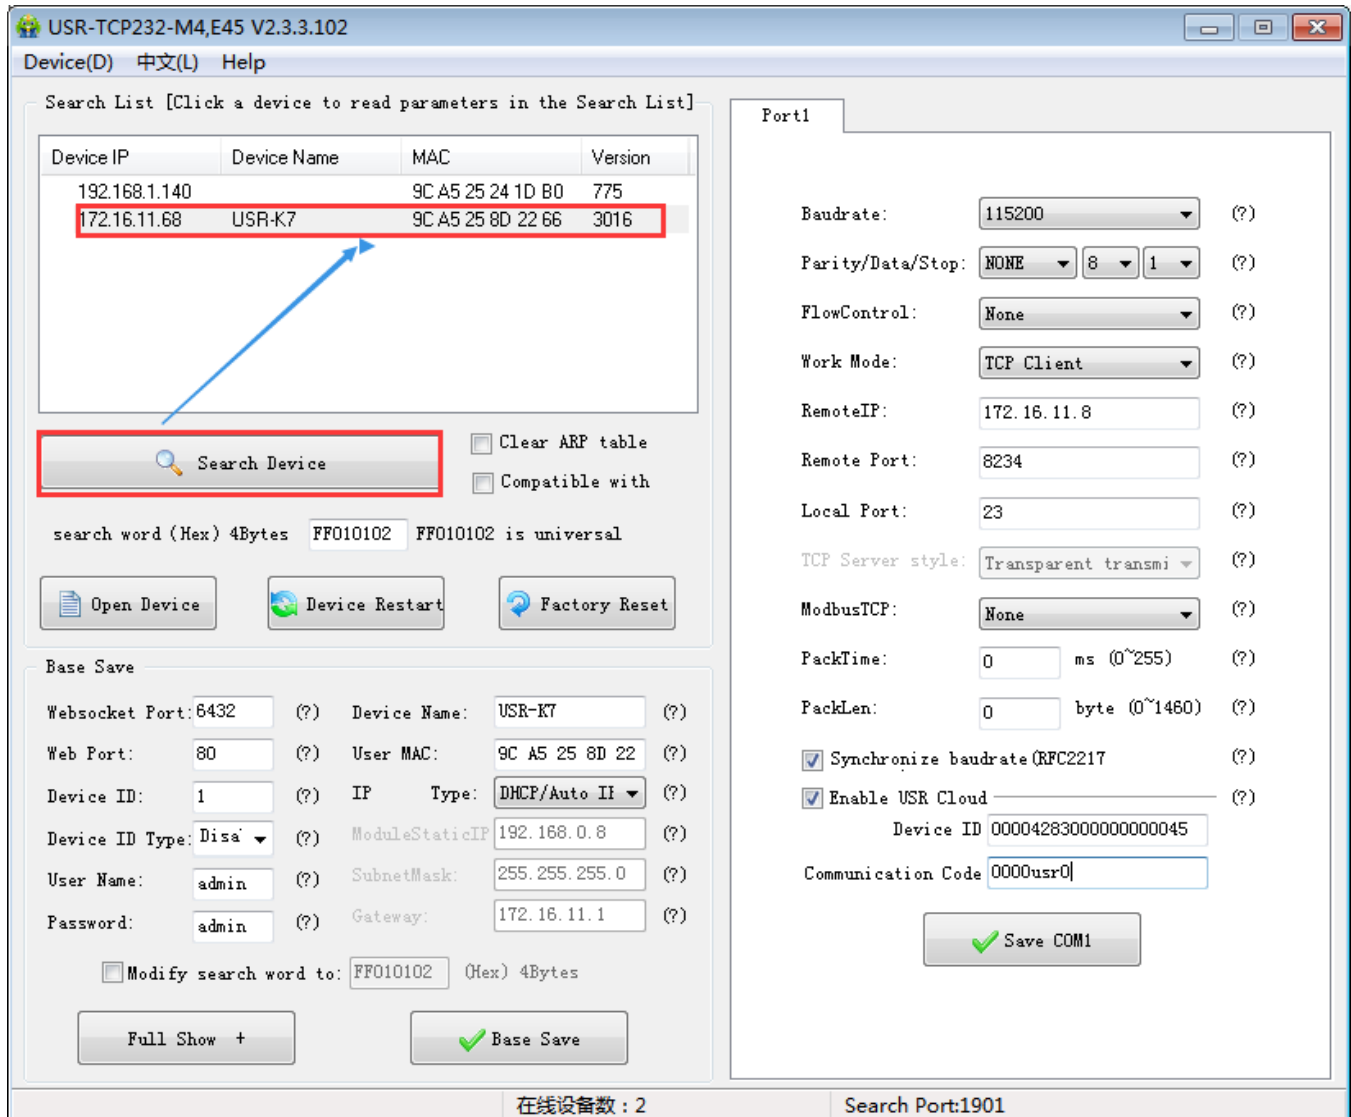 USR-TCP232-M4,E45 V2.3.3.102
Device(D) 中文(L) Help
Search List [Click a device to read parameters in the Search List]
Device IP Device Name MAC Version
192.168.1.140 9C A5 25 24 1D B0 775
172.16.11.68 USR-K7 9C A5 25 8D 22 66 3016
Search Device
Clear ARP table
Compatible with
search word (Hex) 4Bytes FF010102 FF010102 is universal
Open Device Device Restart Factory Reset
Base Save
Websocket Port: 6432 (?) Device Name: USR-K7 (?)
Web Port: 80 (?) User MAC: 9C A5 25 8D 22 (?)
Device ID: 1 (?) IP Type: DHCP/Auto II (?)
Device ID Type: Disa (?) ModuleStaticIP 192.168.0.8 (?)
User Name: admin (?) SubnetMask: 255.255.255.0 (?)
Password: admin (?) Gateway: 172.16.11.1 (?)
Modify search word to: FF010102 (Hex) 4Bytes
Full Show + Base Save
Port1
Baudrate: 115200 (?)
Parity/Data/Stop: NONE 8 1 (?)
FlowControl: None (?)
Work Mode: TCP Client (?)
RemoteIP: 172.16.11.8 (?)
Remote Port: 8234 (?)
Local Port: 23 (?)
TCP Server style: Transparent transmi (?)
ModbusTCP: None (?)
PackTime: 0 ms (0~255) (?)
PackLen: 0 byte (0~1460) (?)
Synchronize baudrate(RFC2217 (?)
Enable USR Cloud (?)
Device ID 00004283000000000045
Communication Code 0000usr0
Save COM1
在线设备数：2 Search Port:1901